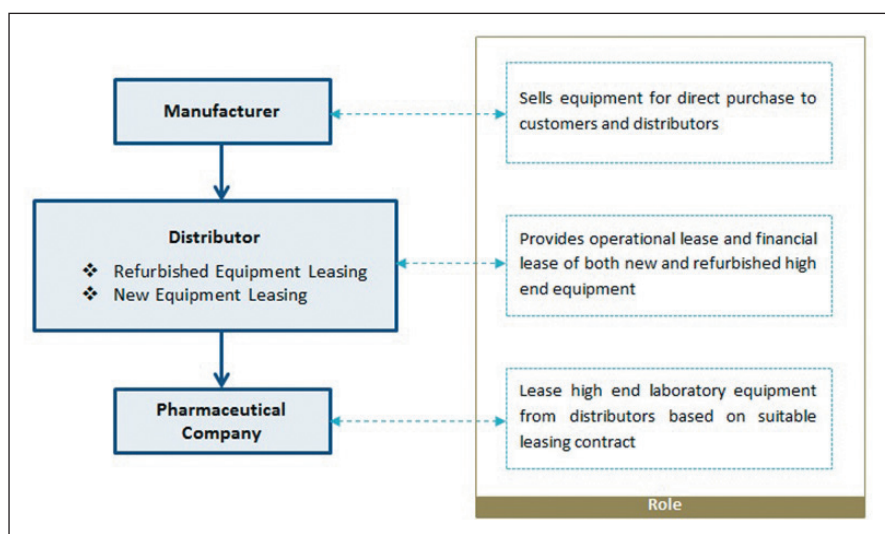 Manufacturer
Sells equipment for direct purchase to
customers and distributors
Distributor
❖ Refurbished Equipment Leasing
❖ New Equipment Leasing
Provides operational lease and financial
lease of both new and refurbished high
end equipment
Pharmaceutical
Company
Lease high end laboratory equipment
from distributors based on suitable
leasing contract
Role